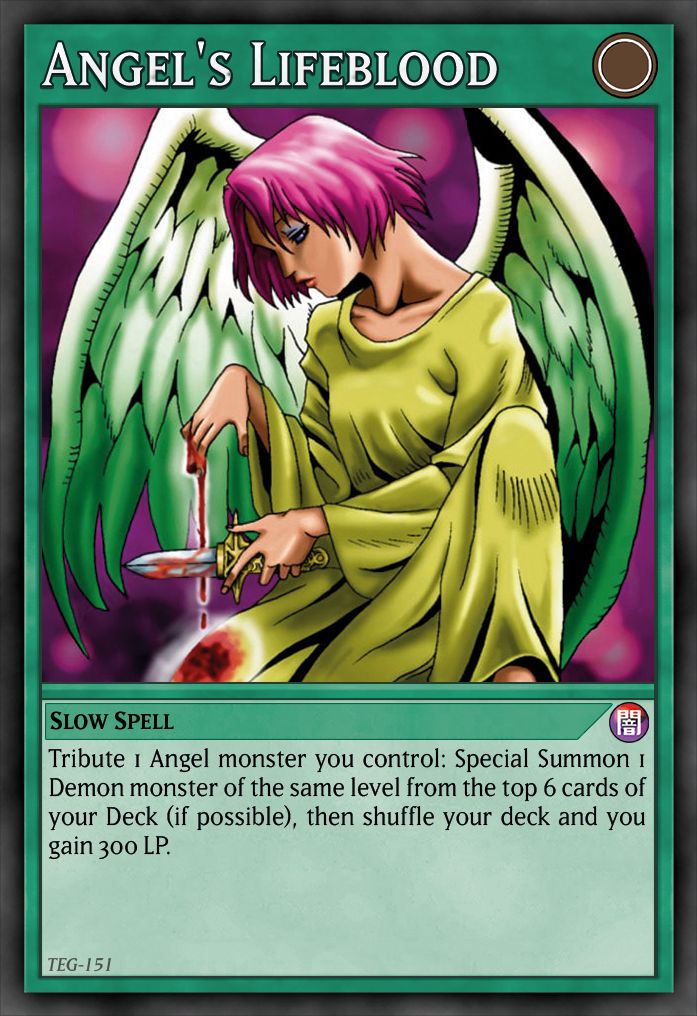 Angel's Lifeblood
Slow Spell
闇
Tribute 1 Angel monster you control: Special Summon 1
Demon monster of the same level from the top 6 cards of
your Deck (if possible), then shuffle your deck and you
gain 300 LP.
TEG-151